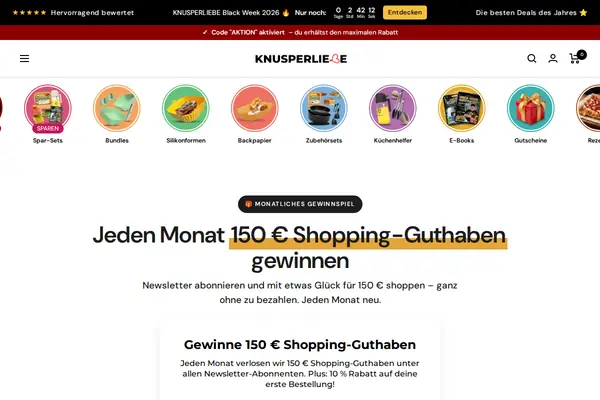 ★★★★★ Hervorragend bewertet
KNUSPERLIEBE Black Week 2026 🔥 Nur noch:
0 2 42 12
Tage Std Min Sek
Entdecken
Die besten Deals des Jahres ⭐
✓ Code "AKTION" aktiviert – du erhältst den maximalen Rabatt
KNUSPERLIEBE
0
SPAREN
Spar-Sets
Bundles
Silikonformen
Backpapier
Zubehörsets
Küchenhelfer
E-Books
Gutscheine
Reze
🎁 MONATLICHES GEWINNSPIEL
Jeden Monat 150 € Shopping-Guthaben
gewinnen
Newsletter abonnieren und mit etwas Glück für 150 € shoppen – ganz
ohne zu bezahlen. Jeden Monat neu.
Gewinne 150 € Shopping-Guthaben
Jeden Monat verlosen wir 150 € Shopping-Guthaben unter
allen Newsletter-Abonnenten. Plus: 10 % Rabatt auf deine
erste Bestellung!